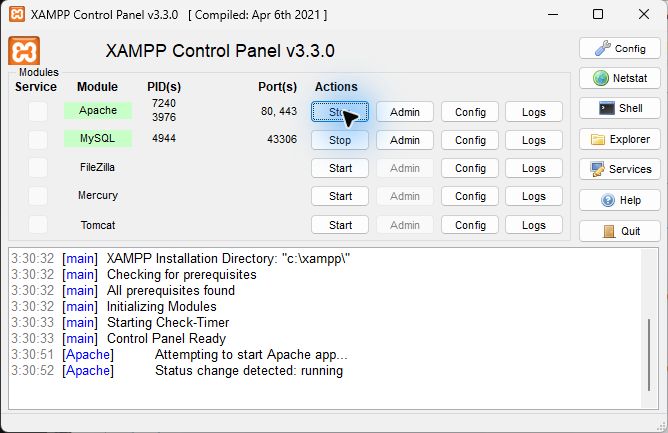 XAMPP Control Panel v3.3.0 [ Compiled: Apr 6th 2021 ]
XAMPP Control Panel v3.3.0
Config
Modules
Service Module PID(s) Port(s) Actions
Netstat
Apache 7240 3976 80, 443 Stop Admin Config Logs
Shell
MySQL 4944 43306 Stop Admin Config Logs
Explorer
FileZilla Start Admin Config Logs
Services
Mercury Start Admin Config Logs
Help
Tomcat Start Admin Config Logs
Quit
3:30:32 [main] XAMPP Installation Directory: "c:\xampp\"
3:30:32 [main] Checking for prerequisites
3:30:32 [main] All prerequisites found
3:30:32 [main] Initializing Modules
3:30:33 [main] Starting Check-Timer
3:30:33 [main] Control Panel Ready
3:30:51 [Apache] Attempting to start Apache app...
3:30:52 [Apache] Status change detected: running